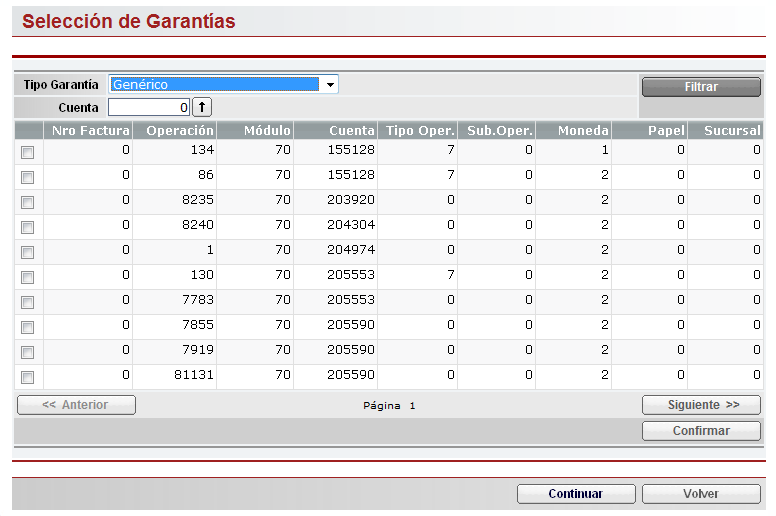 Selección de Garantías
Tipo Garantía Genérico Filtrar
Cuenta 0
Nro Factura Operación Módulo Cuenta Tipo Oper. Sub.Oper. Moneda Papel Sucursal
0 134 70 155128 7 0 1 0 0
0 86 70 155128 7 0 2 0 0
0 8235 70 203920 0 0 2 0 0
0 8240 70 204304 0 0 2 0 0
0 1 70 204974 0 0 2 0 0
0 130 70 205553 7 0 2 0 0
0 7783 70 205553 0 0 2 0 0
0 7855 70 205590 0 0 2 0 0
0 7919 70 205590 0 0 2 0 0
0 81131 70 205590 0 0 2 0 0
<< Anterior Página 1 Siguiente >>
Confirmar
Continuar Volver